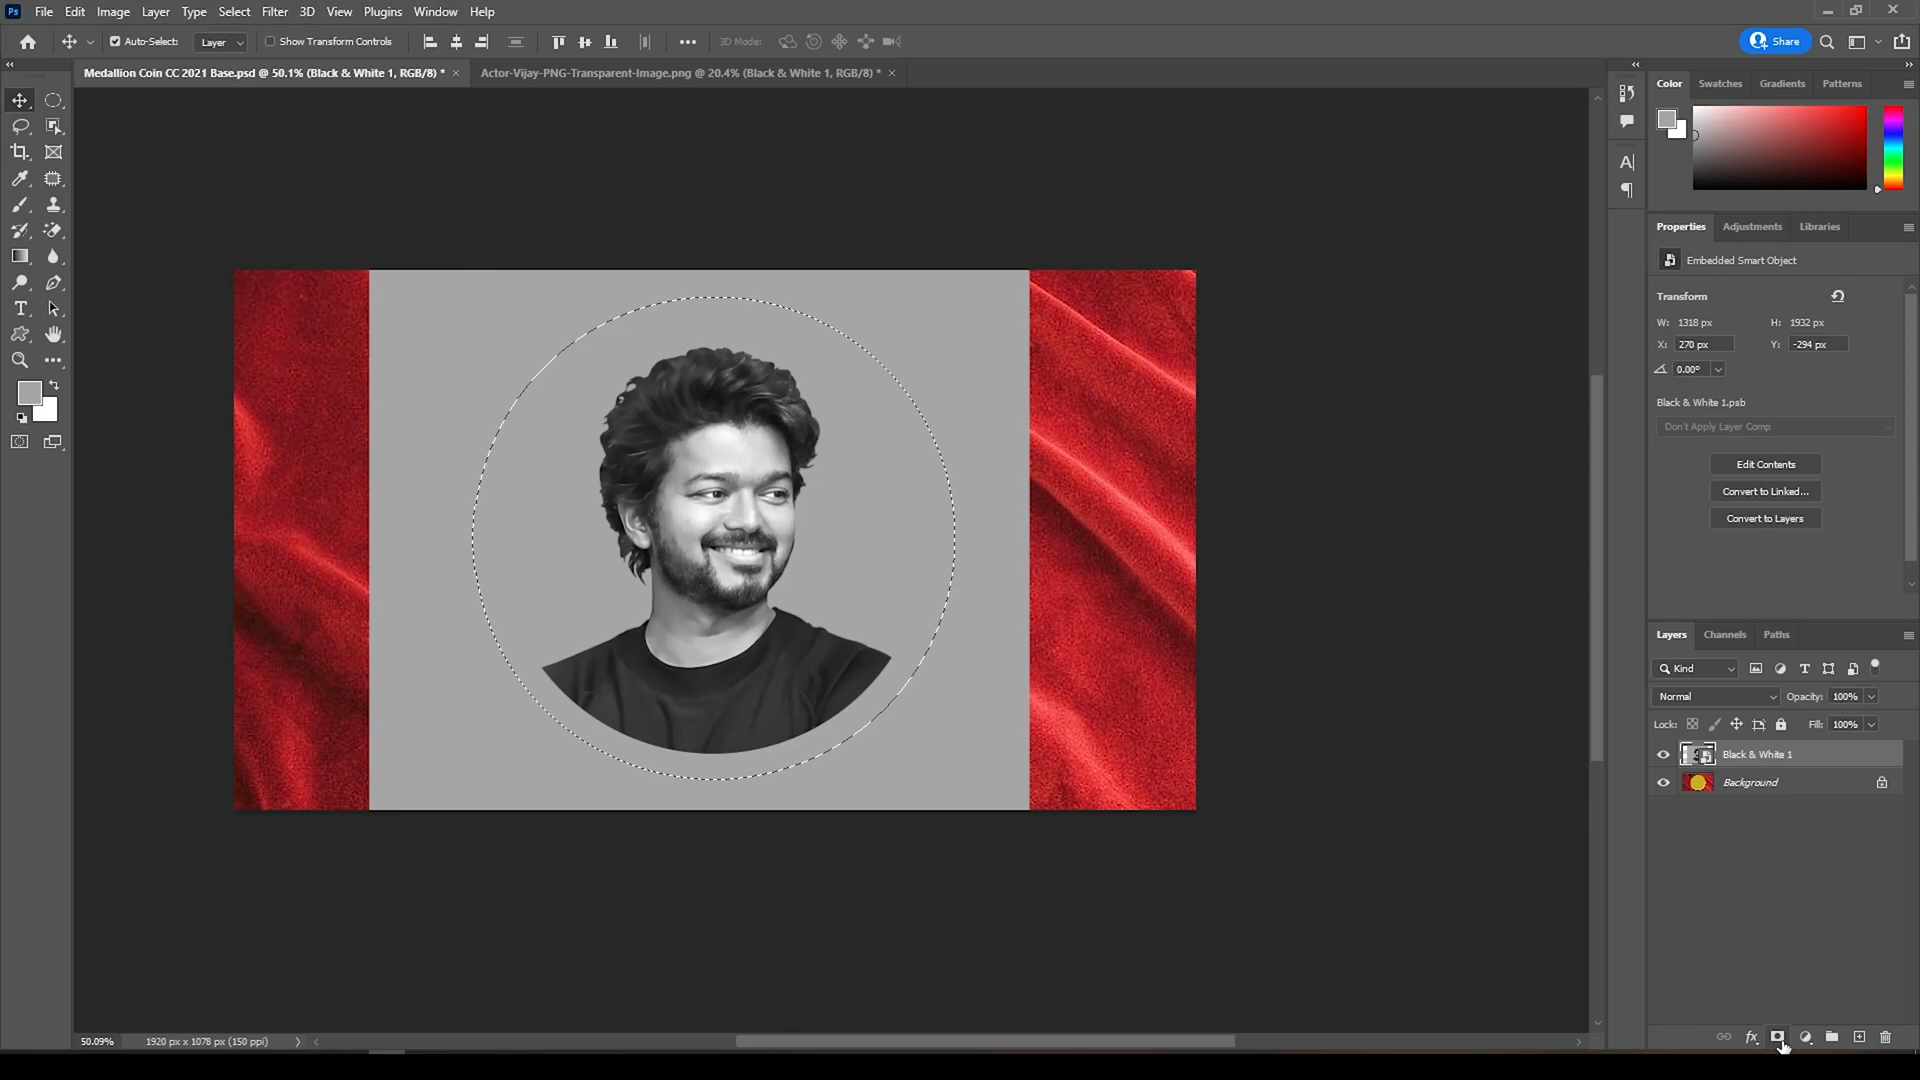 Ps File Edit Image Layer Type Select Filter 3D View Plugins Window Help
Auto-Select: Layer Show Transform Controls 3D Mode: Share
Medallion Coin CC 2021 Base.psd @ 50.1% (Black & White 1, RGB/8) * × Actor-Vijay-PNG-Transparent-Image.png @ 20.4% (Black & White 1, RGB/8) * ×
Color Swatches Gradients Patterns
Properties Adjustments Libraries
Embedded Smart Object
Transform
W: 1318 px H: 1932 px
X: 270 px Y: -294 px
0.00°
Black & White 1.psb
Don't Apply Layer Comp
Edit Contents
Convert to Linked...
Convert to Layers
Layers Channels Paths
Kind
Normal Opacity: 100%
Lock: Fill: 100%
Black & White 1
Background
fx
50.09% 1920 px x 1078 px (150 ppi)